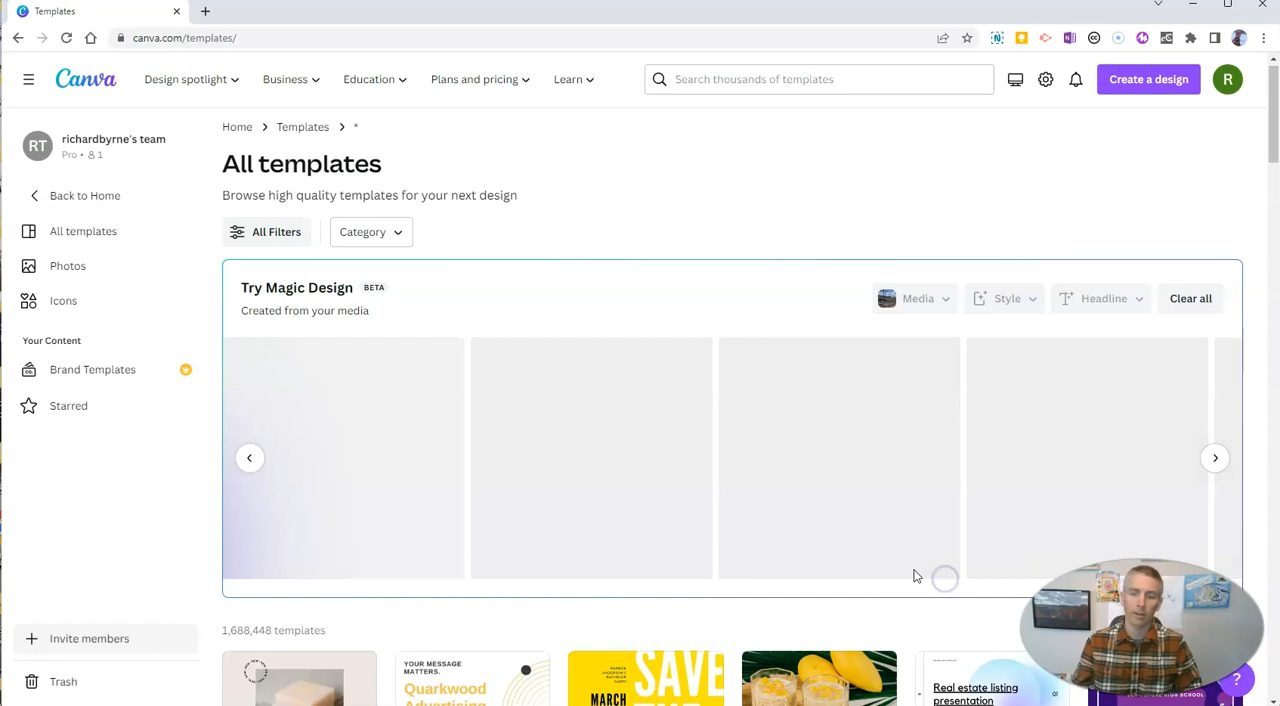 Templates
canva.com/templates/
Canva
Design spotlight
Business
Education
Plans and pricing
Learn
Search thousands of templates
Create a design
R
RT
richardbyrne's team
Pro • 1
Back to Home
All templates
Photos
Icons
Your Content
Brand Templates
Starred
Invite members
Trash
Home
Templates
*
All templates
Browse high quality templates for your next design
All Filters
Category
Try Magic Design BETA
Created from your media
Media
Style
Headline
Clear all
1,688,448 templates
YOUR MESSAGE
MATTERS.
Quarkwood
Advertising
SAVE
THE
MARCH
Real estate listing
presentation
01
?